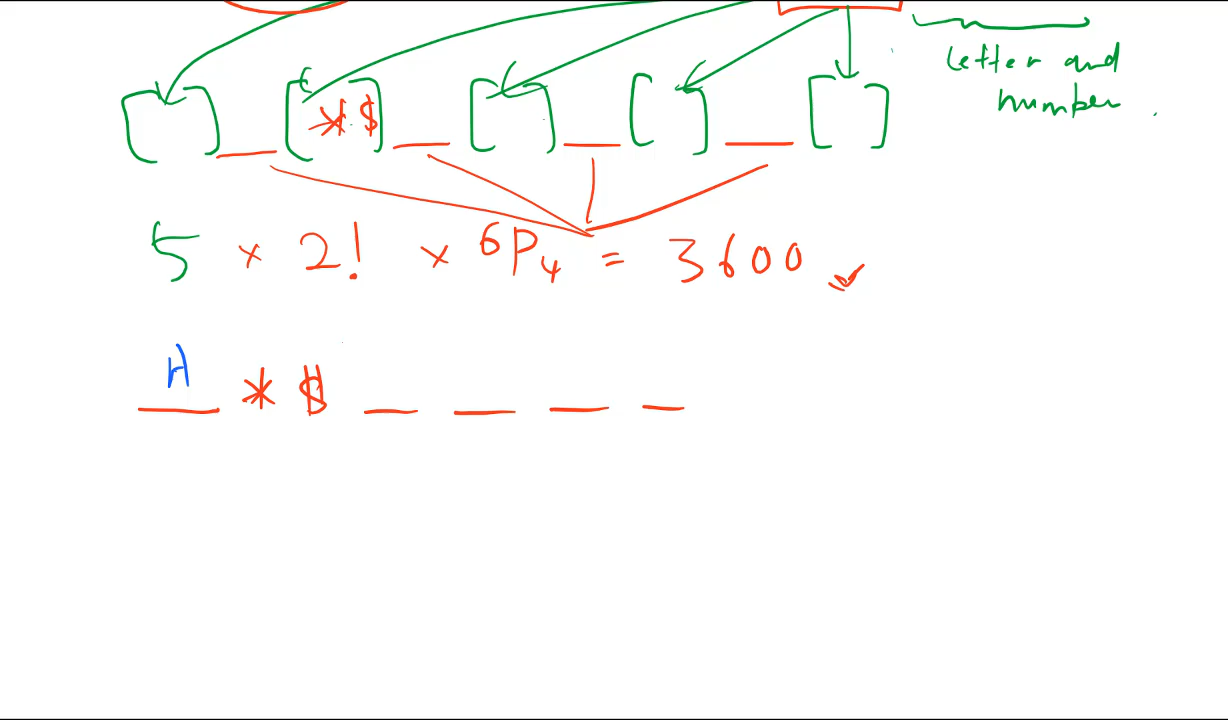 letter and
number.
[ ] _ [ * $ ] _ [ ] _ [ ] _ [ ]
5 × 2! × 6P4 = 3600
A * $ _ _ _ _